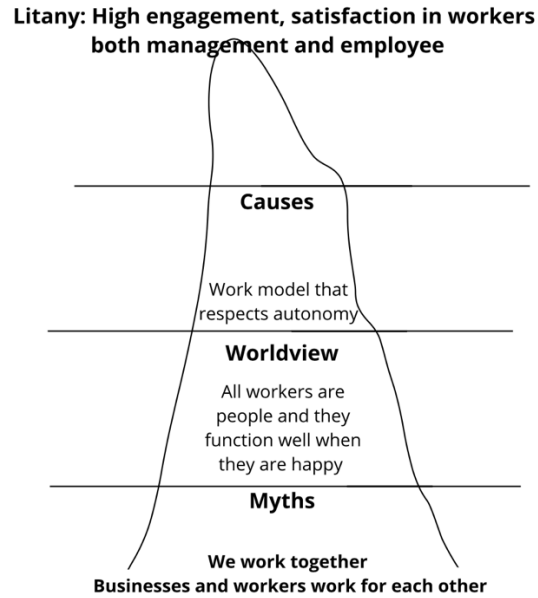 Litany: High engagement, satisfaction in workers
both management and employee
Causes
Work model that
respects autonomy
Worldview
All workers are
people and they
function well when
they are happy
Myths
We work together
Businesses and workers work for each other